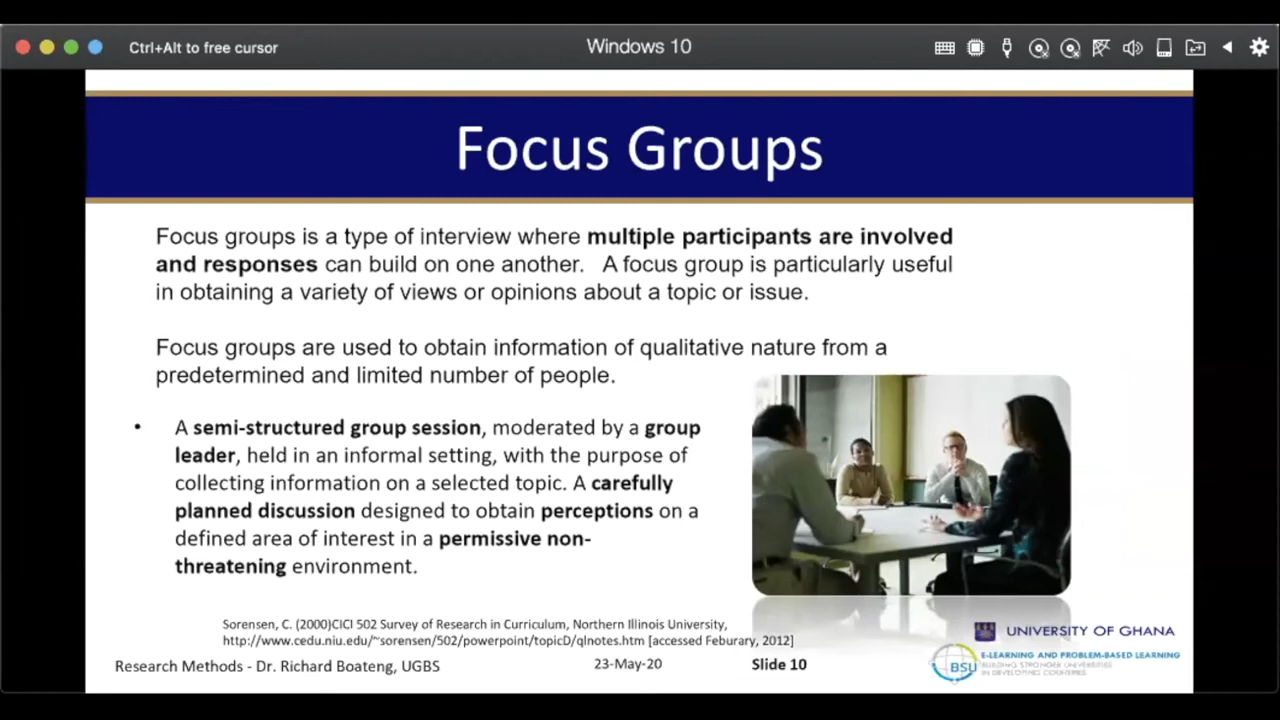 Ctrl+Alt to free cursor
Windows 10
Focus Groups
Focus groups is a type of interview where multiple participants are involved
and responses can build on one another. A focus group is particularly useful
in obtaining a variety of views or opinions about a topic or issue.
Focus groups are used to obtain information of qualitative nature from a
predetermined and limited number of people.
• A semi-structured group session, moderated by a group
leader, held in an informal setting, with the purpose of
collecting information on a selected topic. A carefully
planned discussion designed to obtain perceptions on a
defined area of interest in a permissive non-
threatening environment.
Sorensen, C. (2000)CICI 502 Survey of Research in Curriculum, Northern Illinois University,
http://www.cedu.niu.edu/~sorensen/502/powerpoint/topicD/qlnotes.htm [accessed Feburary, 2012]
UNIVERSITY OF GHANA
BSU
E-LEARNING AND PROBLEM-BASED LEARNING
BUILDING STRONGER UNIVERSITIES
IN DEVELOPING COUNTRIES
Research Methods - Dr. Richard Boateng, UGBS
23-May-20
Slide 10